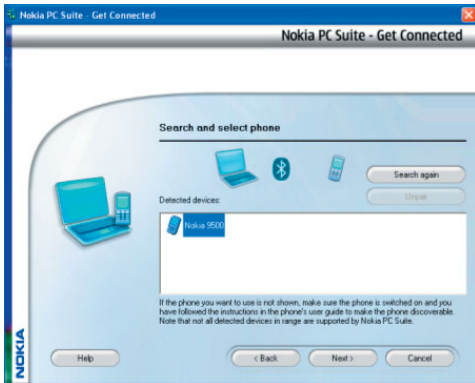 Nokia PC Suite - Get Connected
Nokia PC Suite - Get Connected
Search and select phone
Search again
Unpair
Detected devices:
Nokia 9500
If the phone you want to use is not shown, make sure the phone is switched on and you
have followed the instructions in the phone's user guide to make the phone discoverable.
Note that not all detected devices in range are supported by Nokia PC Suite.
NOKIA
Help
< Back
Next >
Cancel